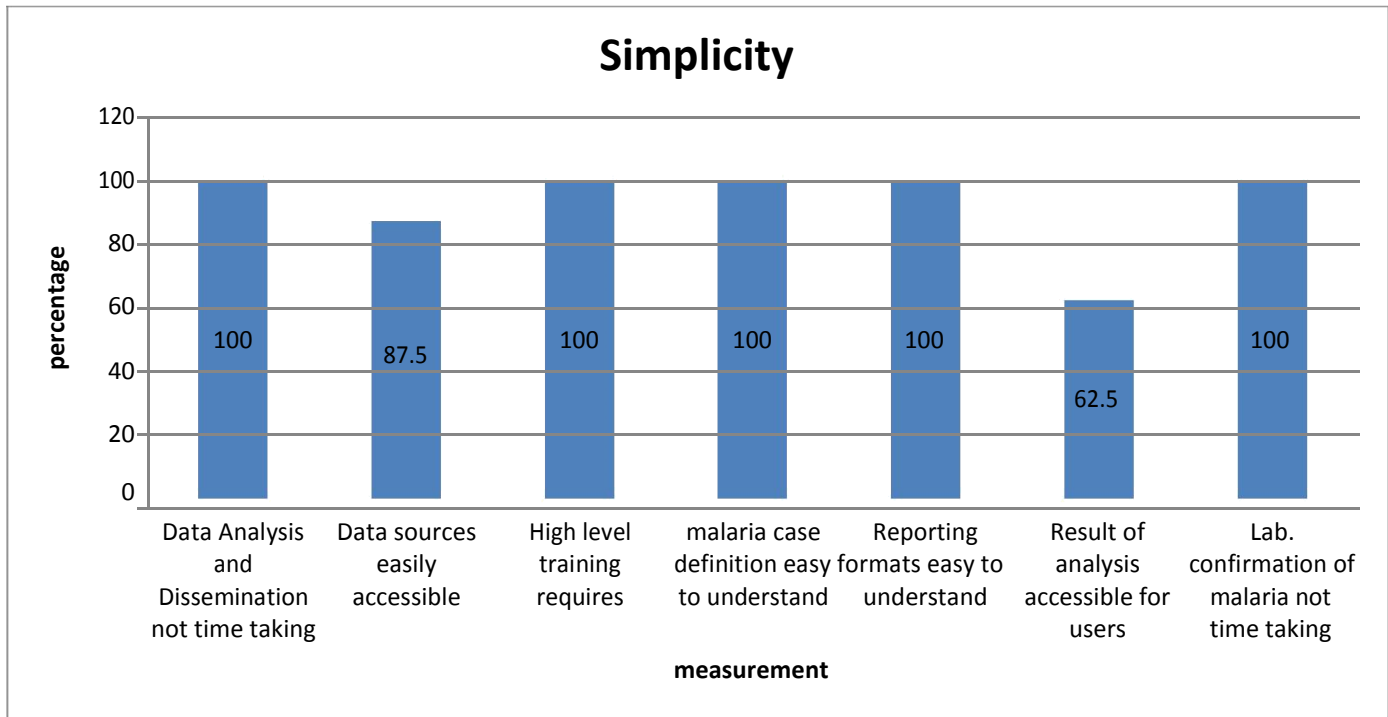 Simplicity
120
100
80
60
40
20
0
percentage
100
87.5
100
100
100
62.5
100
Data Analysis
and
Dissemination
not time taking
Data sources
easily
accessible
High level
training
requires
malaria case
definition easy
to understand
Reporting
formats easy to
understand
Result of
analysis
accessible for
users
Lab.
confirmation of
malaria not
time taking
measurement